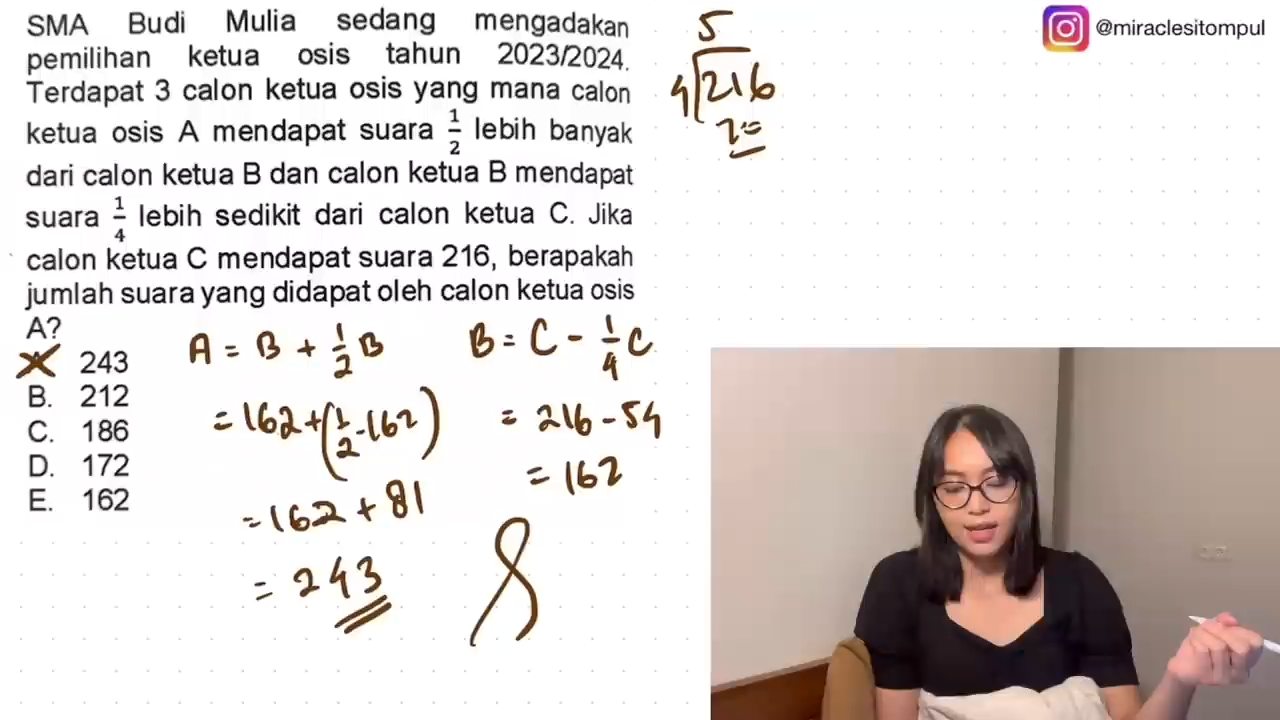 SMA Budi Mulia sedang mengadakan
pemilihan ketua osis tahun 2023/2024.
Terdapat 3 calon ketua osis yang mana calon
ketua osis A mendapat suara 1/2 lebih banyak
dari calon ketua B dan calon ketua B mendapat
suara 1/4 lebih sedikit dari calon ketua C. Jika
calon ketua C mendapat suara 216, berapakah
jumlah suara yang didapat oleh calon ketua osis
A?
243
B. 212
C. 186
D. 172
E. 162
A = B + 1/2 B
= 162 + (1/2 . 162)
= 162 + 81
= 243
B = C - 1/4 C
= 216 - 54
= 162
5
4 216
@miraclesitompul